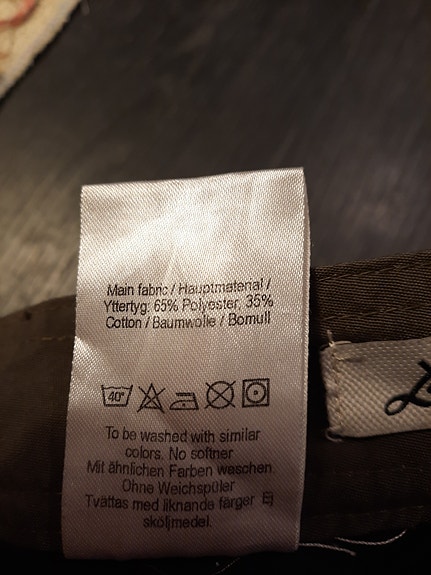 Main fabric / Hauptmaterial /
Yttertyg: 65% Polyester, 35%
Cotton / Baumwolle / Bomull
40°
To be washed with similar
colors. No softner
Mit ähnlichen Farben waschen
Ohne Weichspüler
Tvättas med liknande färger Ej
sköljmedel.